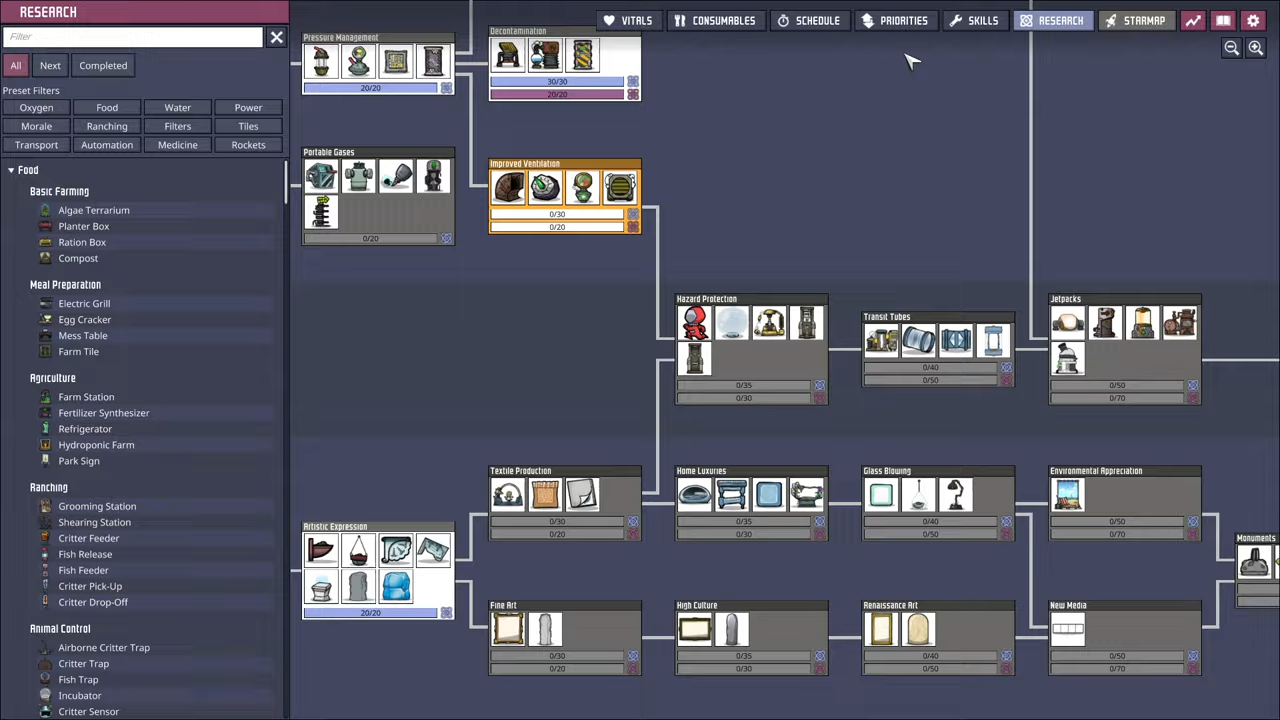 RESEARCH
VITALS
CONSUMABLES
SCHEDULE
PRIORITIES
SKILLS
RESEARCH
STARMAP
Filter
All
Next
Completed
Preset Filters
Oxygen
Food
Water
Power
Morale
Ranching
Filters
Tiles
Transport
Automation
Medicine
Rockets
Food
Basic Farming
Algae Terrarium
Planter Box
Ration Box
Compost
Meal Preparation
Electric Grill
Egg Cracker
Mess Table
Farm Tile
Agriculture
Farm Station
Fertilizer Synthesizer
Refrigerator
Hydroponic Farm
Park Sign
Ranching
Grooming Station
Shearing Station
Critter Feeder
Fish Release
Fish Feeder
Critter Pick-Up
Critter Drop-Off
Animal Control
Airborne Critter Trap
Critter Trap
Fish Trap
Incubator
Critter Sensor
Pressure Management
20/20
Decontamination
30/30
20/20
Portable Gases
0/20
Improved Ventilation
0/30
0/20
Hazard Protection
0/35
0/30
Transit Tubes
0/40
0/50
Jetpacks
0/50
0/70
Textile Production
0/30
0/20
Home Luxuries
0/35
0/30
Glass Blowing
0/40
0/50
Environmental Appreciation
0/50
0/70
Artistic Expression
20/20
Monuments
Fine Art
0/30
0/20
High Culture
0/35
0/30
Renaissance Art
0/40
0/50
New Media
0/50
0/70